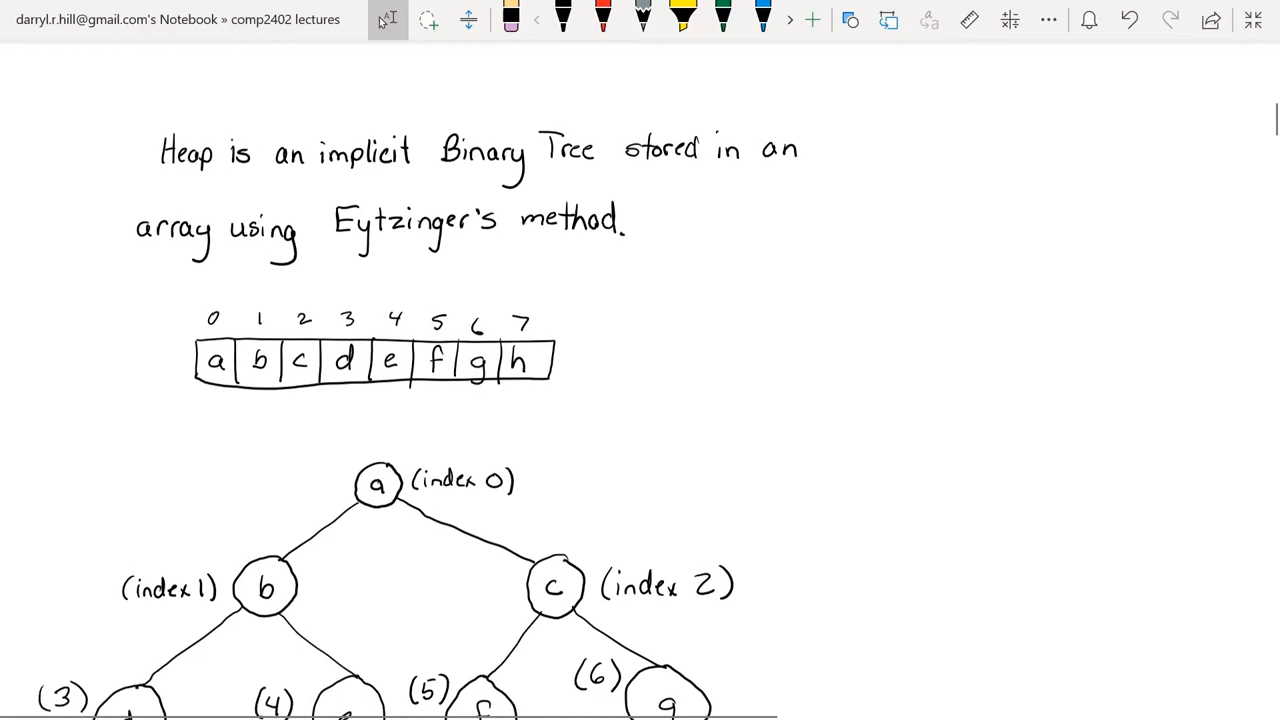 darryl.r.hill@gmail.com's Notebook » comp2402 lectures
Heap is an implicit Binary Tree stored in an
array using Eytzinger's method.
0 1 2 3 4 5 6 7
a b c d e f g h
a (index 0)
(index 1) b c (index 2)
(3) (4) e (5) f (6) g